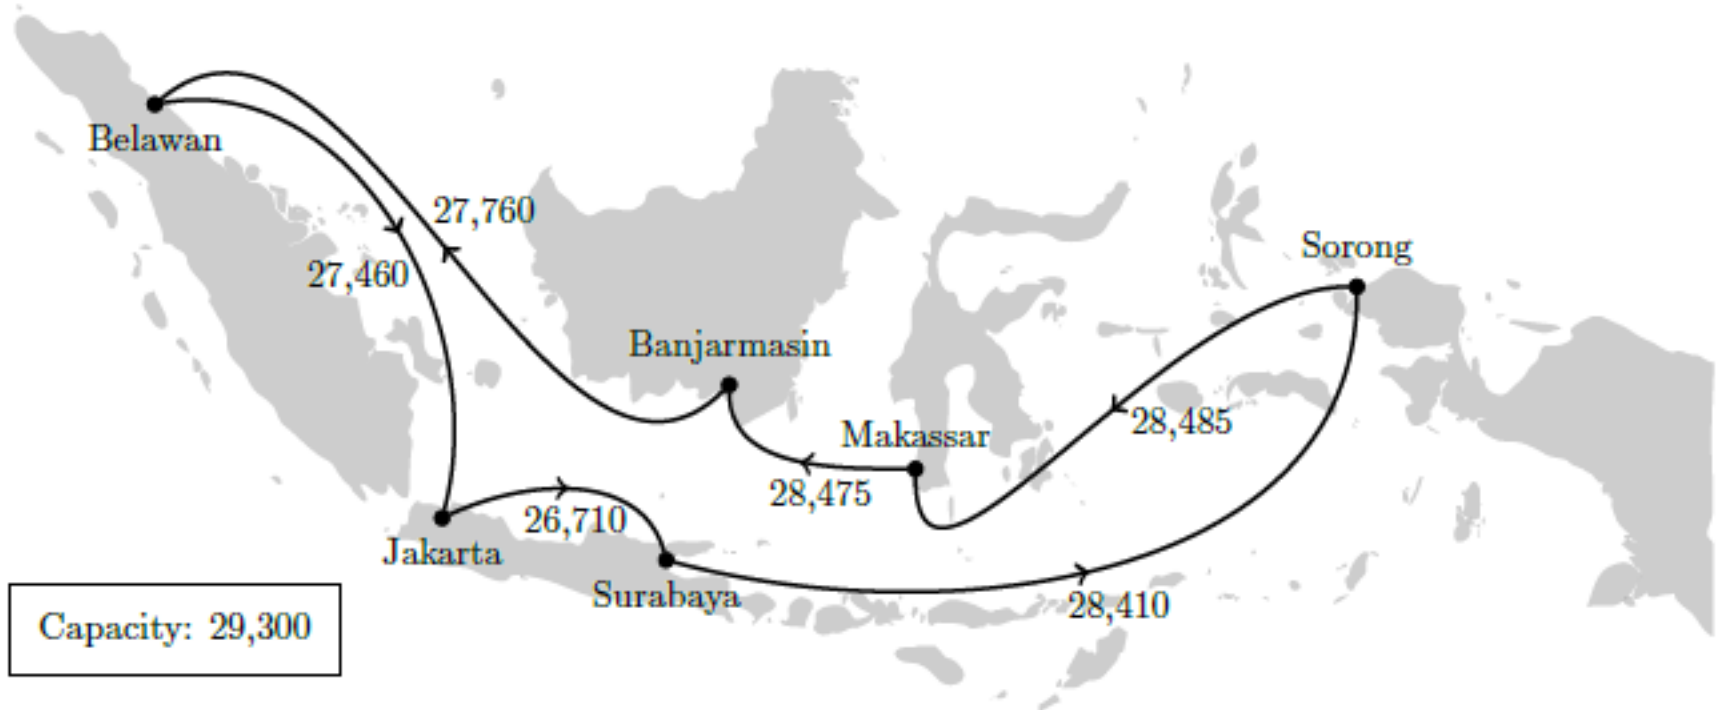 Belawan
27,760
27,460
Sorong
Banjarmasin
Makassar
28,485
28,475
26,710
Jakarta
Surabaya
28,410
Capacity: 29,300